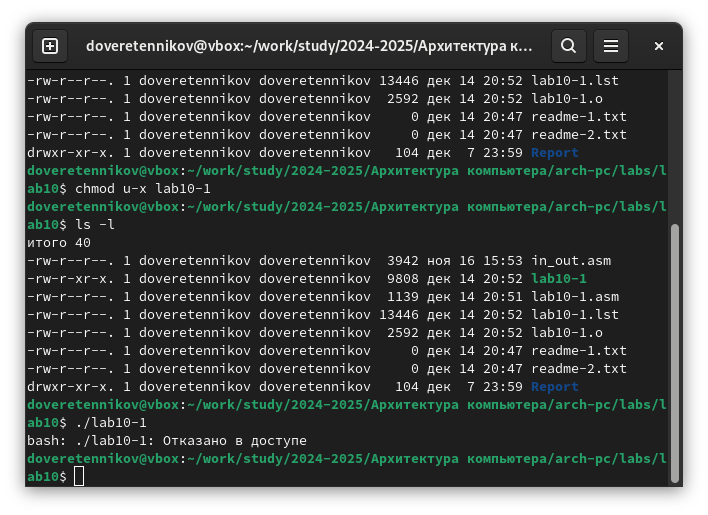 doveretennikov@vbox:~/work/study/2024-2025/Архитектура к...
-rw-r--r--. 1 doveretennikov doveretennikov 13446 дек 14 20:52 lab10-1.lst
-rw-r--r--. 1 doveretennikov doveretennikov  2592 дек 14 20:52 lab10-1.o
-rw-r--r--. 1 doveretennikov doveretennikov     0 дек 14 20:47 readme-1.txt
-rw-r--r--. 1 doveretennikov doveretennikov     0 дек 14 20:47 readme-2.txt
drwxr-xr-x. 1 doveretennikov doveretennikov   104 дек  7 23:59 Report
doveretennikov@vbox:~/work/study/2024-2025/Архитектура компьютера/arch-pc/labs/l
ab10$ chmod u-x lab10-1
doveretennikov@vbox:~/work/study/2024-2025/Архитектура компьютера/arch-pc/labs/l
ab10$ ls -l
итого 40
-rw-r--r--. 1 doveretennikov doveretennikov  3942 ноя 16 15:53 in_out.asm
-rw-r-xr-x. 1 doveretennikov doveretennikov  9808 дек 14 20:52 lab10-1
-rw-r--r--. 1 doveretennikov doveretennikov  1139 дек 14 20:51 lab10-1.asm
-rw-r--r--. 1 doveretennikov doveretennikov 13446 дек 14 20:52 lab10-1.lst
-rw-r--r--. 1 doveretennikov doveretennikov  2592 дек 14 20:52 lab10-1.o
-rw-r--r--. 1 doveretennikov doveretennikov     0 дек 14 20:47 readme-1.txt
-rw-r--r--. 1 doveretennikov doveretennikov     0 дек 14 20:47 readme-2.txt
drwxr-xr-x. 1 doveretennikov doveretennikov   104 дек  7 23:59 Report
doveretennikov@vbox:~/work/study/2024-2025/Архитектура компьютера/arch-pc/labs/l
ab10$ ./lab10-1
bash: ./lab10-1: Отказано в доступе
doveretennikov@vbox:~/work/study/2024-2025/Архитектура компьютера/arch-pc/labs/l
ab10$